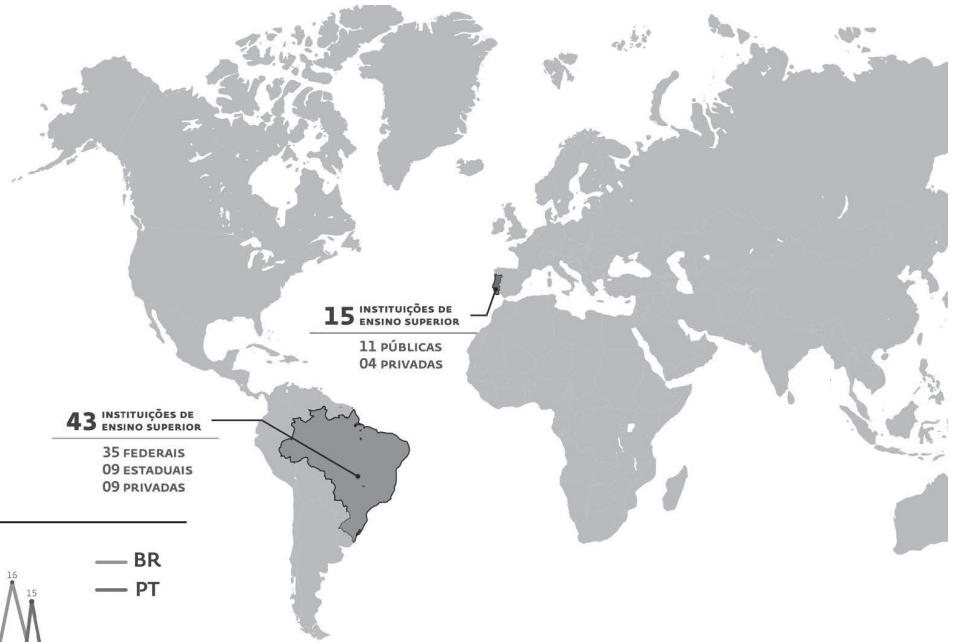 15 INSTITUIÇÕES DE
ENSINO SUPERIOR
11 PÚBLICAS
04 PRIVADAS
43 INSTITUIÇÕES DE
ENSINO SUPERIOR
35 FEDERAIS
09 ESTADUAIS
09 PRIVADAS
BR
PT
16
15